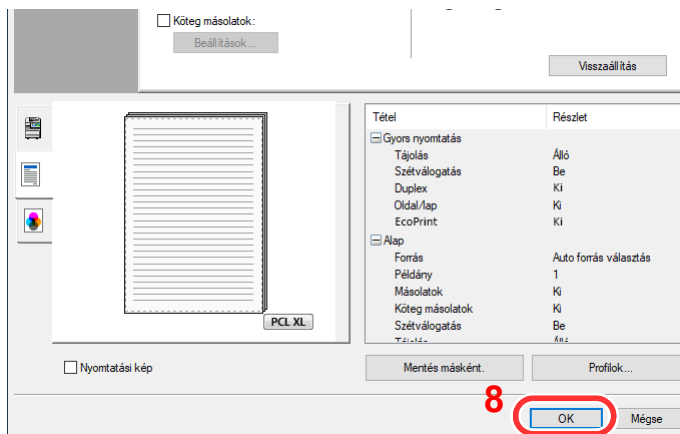 Köteg másolatok:
Beállítások...
Visszaállítás
Tétel Részlet
Gyors nyomtatás
Tájolás Álló
Szétválogatás Be
Duplex Ki
Oldal/lap Ki
EcoPrint Ki
Alap
Forrás Auto forrás választás
Példány 1
Másolatok Ki
Köteg másolatok Ki
Szétválogatás Be
Tájolás Álló
PCL XL
Nyomtatási kép
Mentés másként. Profilok...
8
OK Mégse